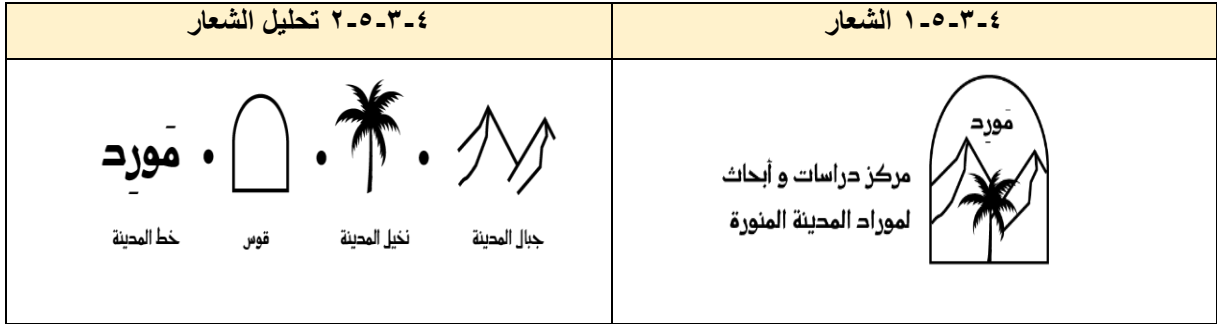 ٤-٣-٥-١ الشعار
٤-٣-٥-٢ تحليل الشعار
مَورِد
مركز دراسات و أبحاث
لموراد المدينة المنورة
جبال المدينة
نخيل المدينة
قوس
مَورِد
خط المدينة